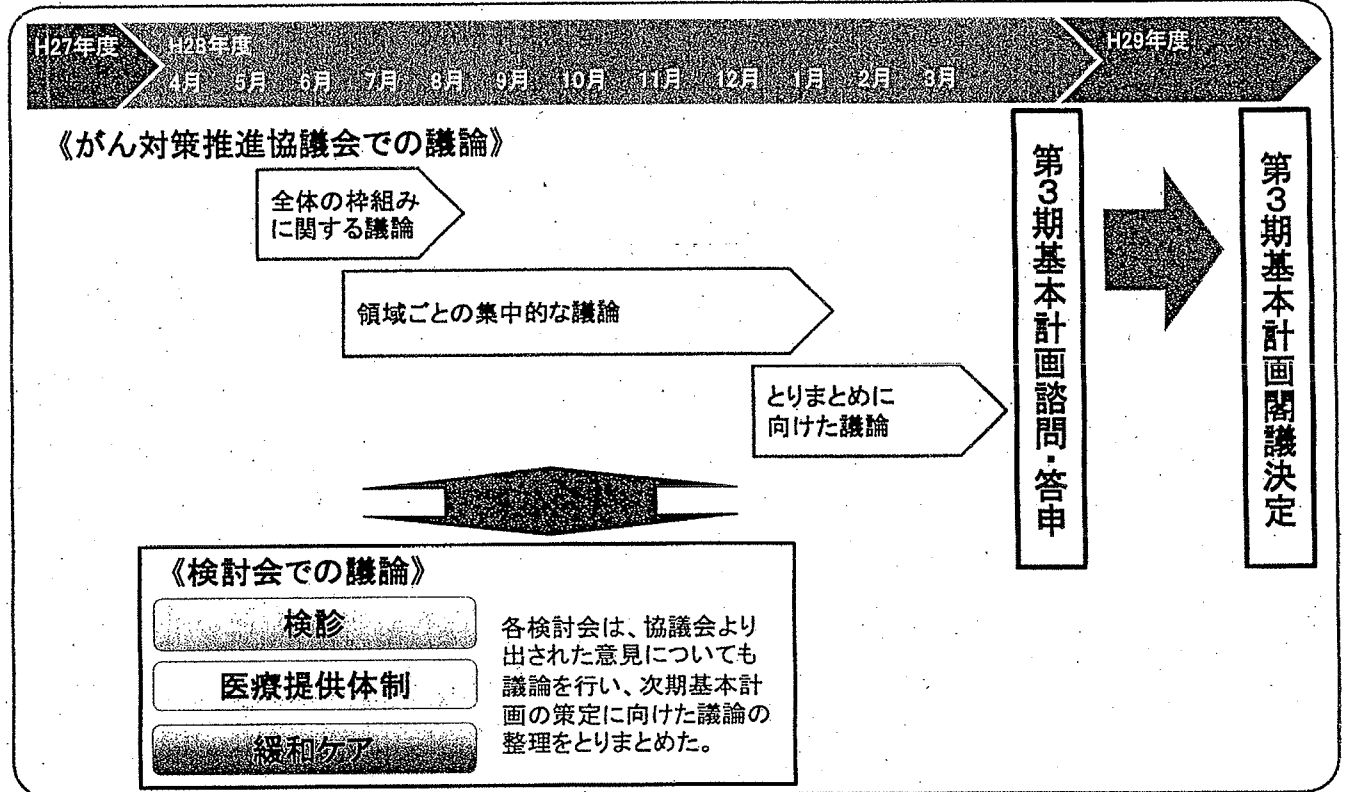 H27年度
H28年度
H29年度
4月 5月 6月 7月 8月 9月 10月 11月 12月 1月 2月 3月
《がん対策推進協議会での議論》
全体の枠組み
に関する議論
領域ごとの集中的な議論
とりまとめに
向けた議論
第3期基本計画諮問・答申
第3期基本計画閣議決定
《検討会での議論》
検診
医療提供体制
緩和ケア
各検討会は、協議会より
出された意見についても
議論を行い、次期基本計
画の策定に向けた議論の
整理をとりまとめた。